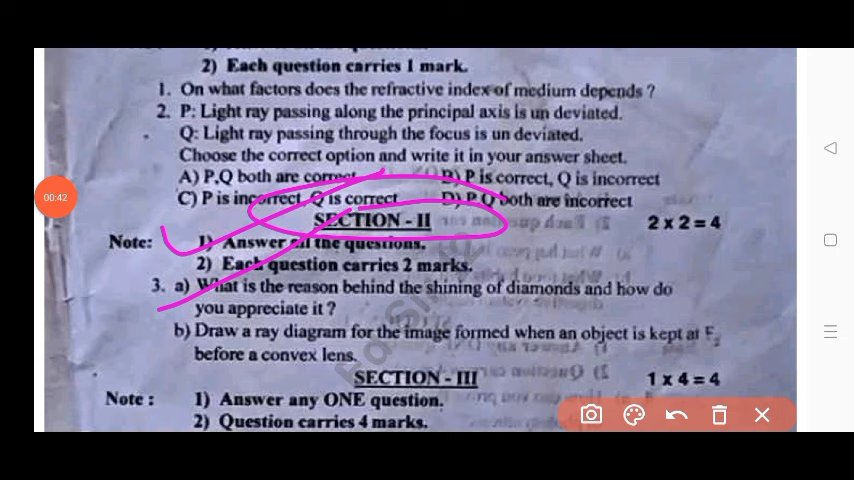 2) Each question carries 1 mark.
1. On what factors does the refractive index of medium depends ?
2. P: Light ray passing along the principal axis is un deviated.
Q: Light ray passing through the focus is un deviated.
Choose the correct option and write it in your answer sheet.
A) P,Q both are correct B) P is correct, Q is incorrect
C) P is incorrect, Q is correct D) P,Q both are incorrect
SECTION - II 2 x 2 = 4
Note: 1) Answer all the questions.
2) Each question carries 2 marks.
3. a) What is the reason behind the shining of diamonds and how do
you appreciate it ?
b) Draw a ray diagram for the image formed when an object is kept at F₂
before a convex lens.
SECTION - III 1 x 4 = 4
Note : 1) Answer any ONE question.
2) Question carries 4 marks.
00:42